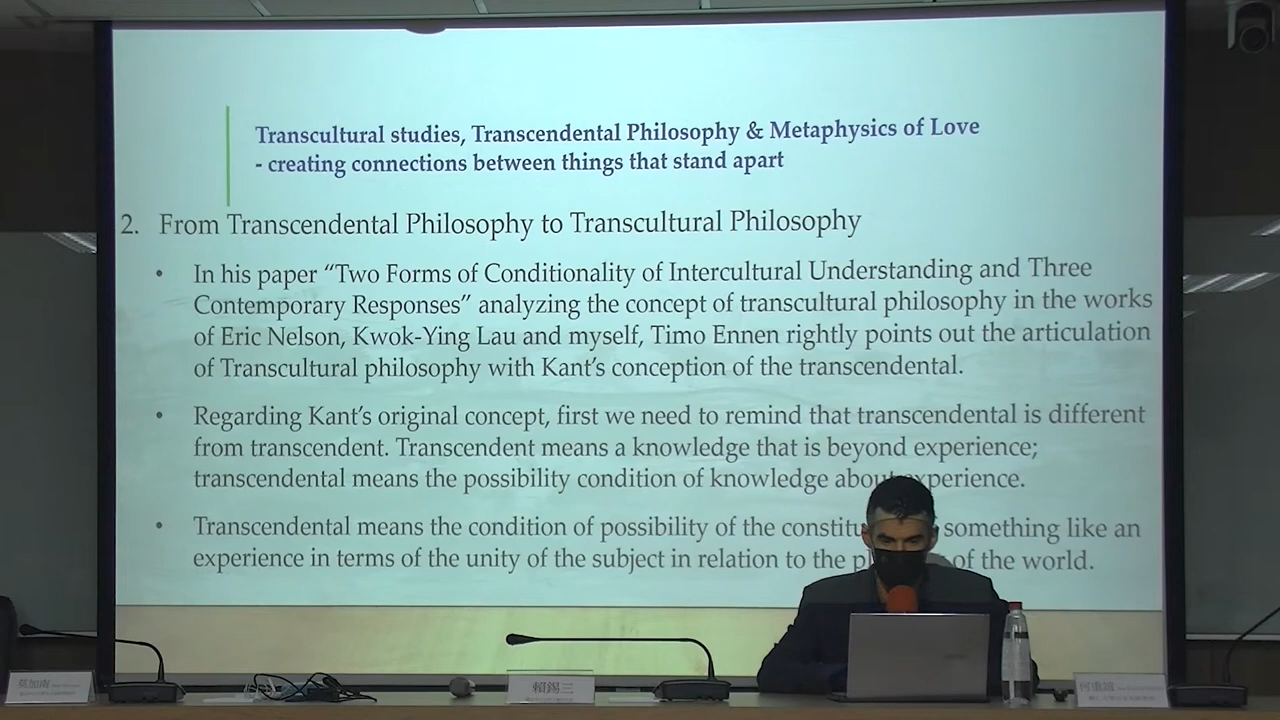 Transcultural studies, Transcendental Philosophy & Metaphysics of Love
- creating connections between things that stand apart
2. From Transcendental Philosophy to Transcultural Philosophy
• In his paper “Two Forms of Conditionality of Intercultural Understanding and Three
Contemporary Responses” analyzing the concept of transcultural philosophy in the works
of Eric Nelson, Kwok-Ying Lau and myself, Timo Ennen rightly points out the articulation
of Transcultural philosophy with Kant’s conception of the transcendental.
• Regarding Kant’s original concept, first we need to remind that transcendental is different
from transcendent. Transcendent means a knowledge that is beyond experience;
transcendental means the possibility condition of knowledge about experience.
• Transcendental means the condition of possibility of the something like an
experience in terms of the unity of the subject in relation to the of the world.
賴錫三